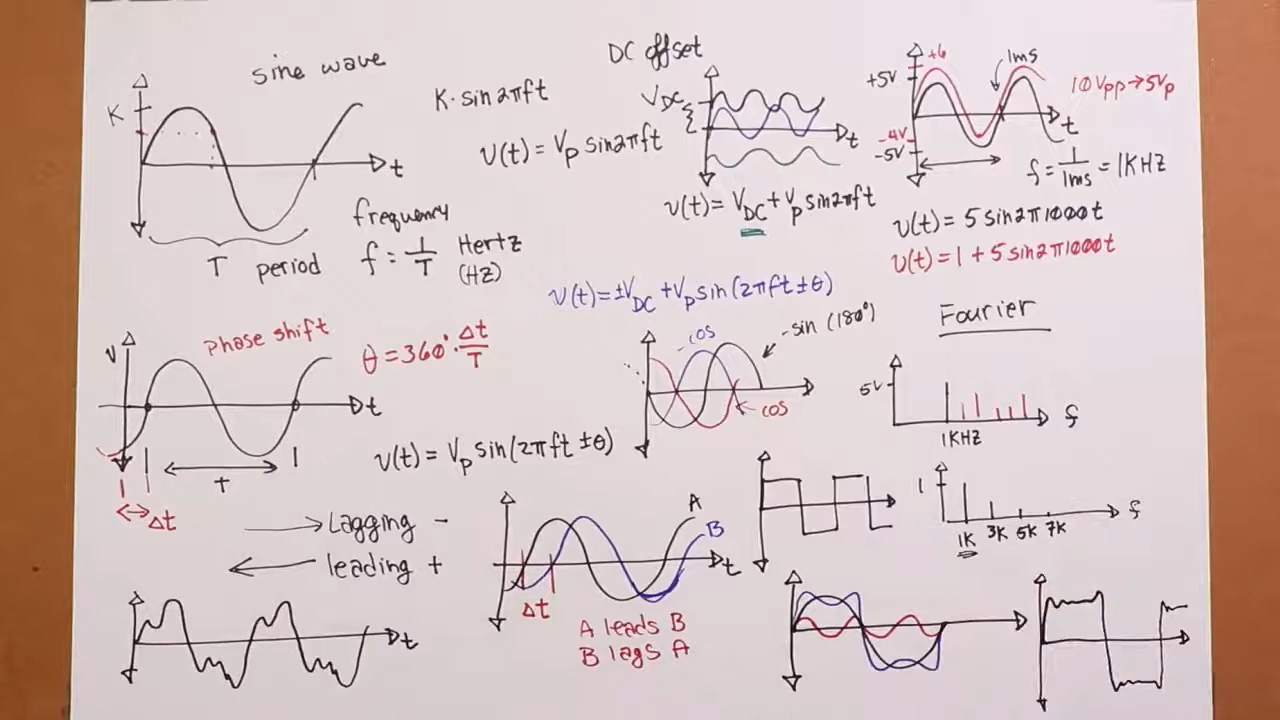 sine wave
K
t
K·sin2πft
v(t) = Vp sin2πft
T period
frequency
f = 1/T Hertz
(HZ)
DC offset
VDC
t
v(t) = VDC + Vp sin2πft
+6
+5V
1ms
10Vpp→5Vp
t
-4V
-5V
f = 1/1ms = 1KHZ
v(t) = 5 sin2π1000t
v(t) = 1 + 5 sin2π1000t
v(t) = ±VDC + Vp sin(2πft ± θ)
phase shift
θ = 360°·Δt/T
V
t
T
Δt
v(t) = Vp sin(2πft ± θ)
-cos
-sin (180°)
cos
Fourier
5V
f
1KHZ
Lagging -
leading +
t
A
B
t
Δt
A leads B
B lags A
1
f
1K 3K 5K 7K